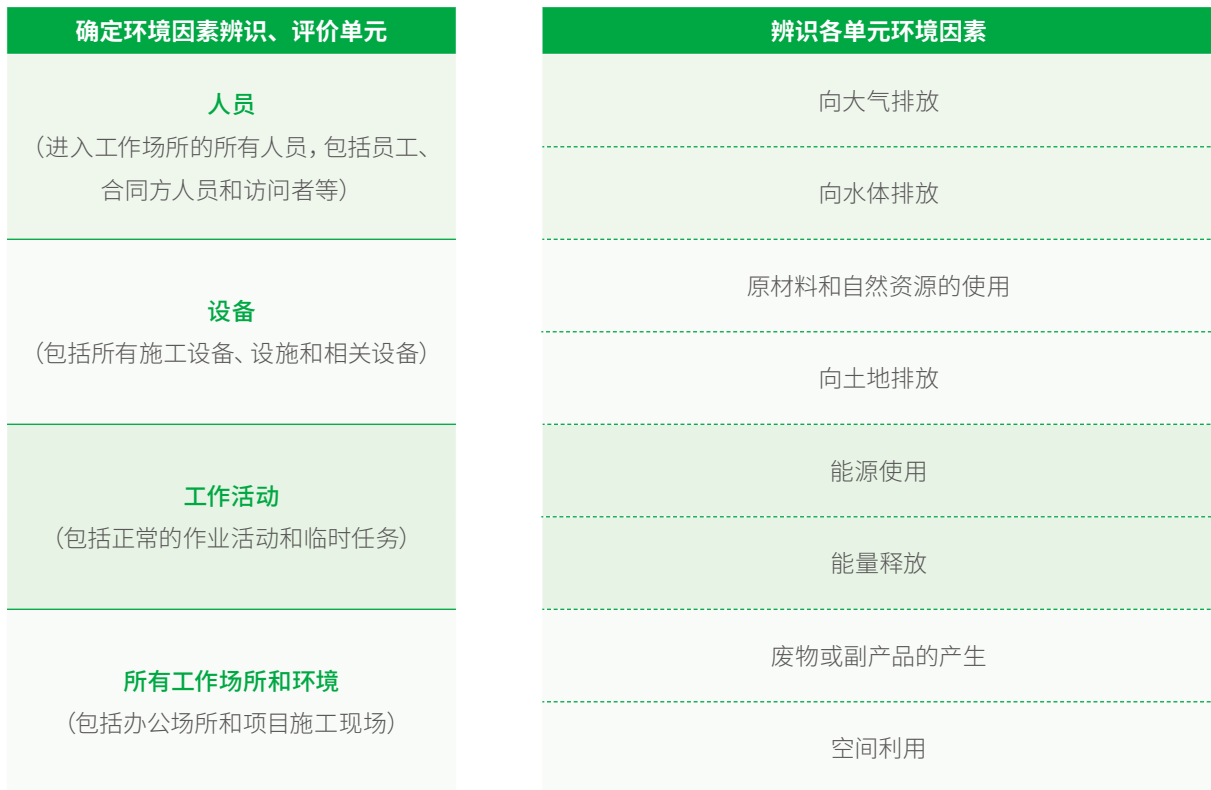 确定环境因素辨识、评价单元
人员
（进入工作场所的所有人员，包括员工、
合同方人员和访问者等）
设备
（包括所有施工设备、设施和相关设备）
工作活动
（包括正常的作业活动和临时任务）
所有工作场所和环境
（包括办公场所和项目施工现场）
辨识各单元环境因素
向大气排放
向水体排放
原材料和自然资源的使用
向土地排放
能源使用
能量释放
废物或副产品的产生
空间利用